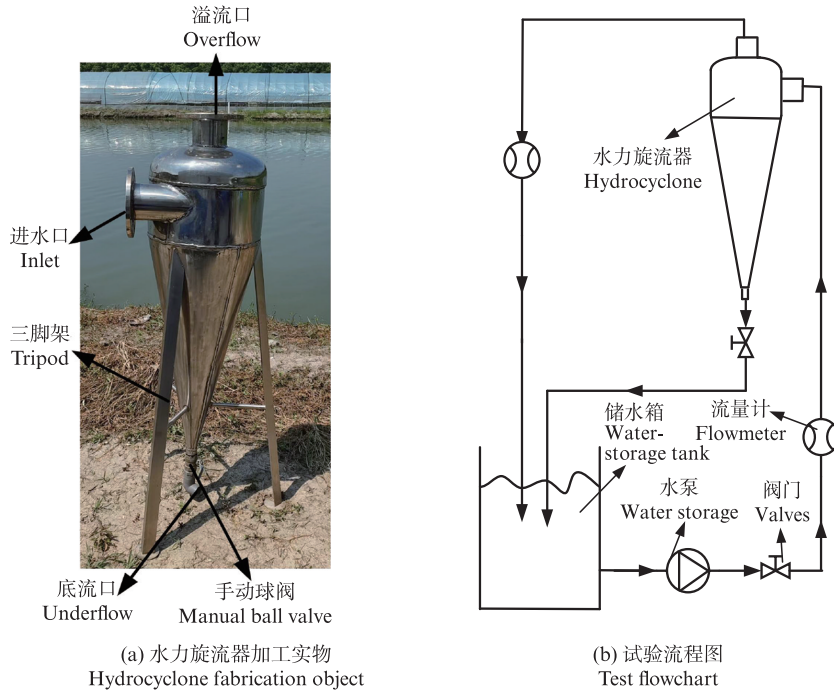 溢流口
Overflow
进水口
Inlet
三脚架
Tripod
底流口
Underflow
手动球阀
Manual ball valve
(a) 水力旋流器加工实物
Hydrocyclone fabrication object
水力旋流器
Hydrocyclone
储水箱
Water-
storage tank
流量计
Flowmeter
水泵
Water storage
阀门
Valves
(b) 试验流程图
Test flowchart